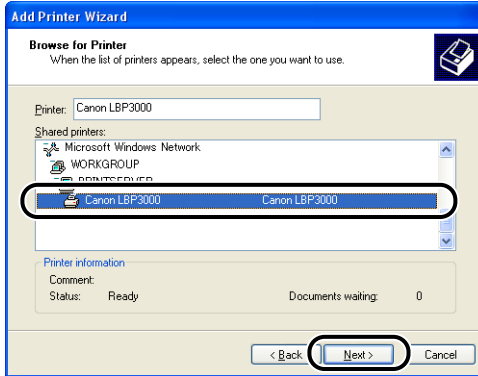 Add Printer Wizard
Browse for Printer
When the list of printers appears, select the one you want to use.
Printer: Canon LBP3000
Shared printers:
Microsoft Windows Network
WORKGROUP
PRINTSERVER
Canon LBP3000 Canon LBP3000
Printer information
Comment:
Status: Ready Documents waiting: 0
< Back Next > Cancel